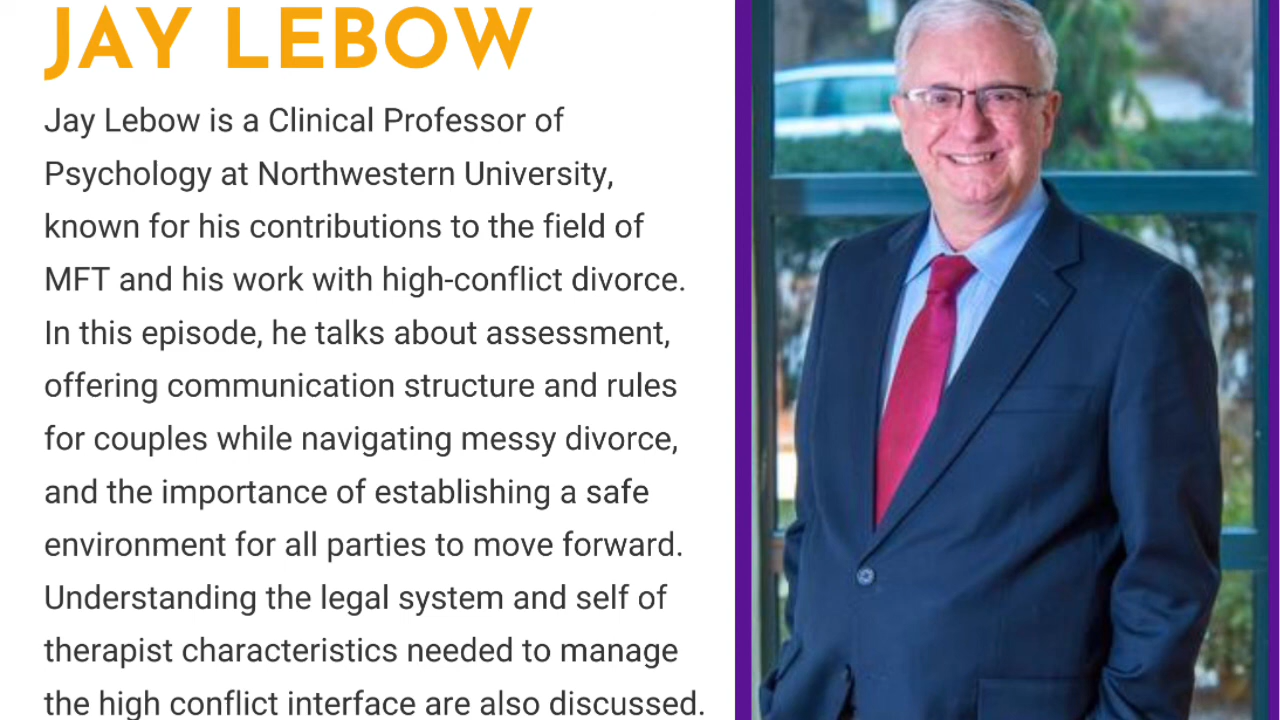 JAY LEBOW
Jay Lebow is a Clinical Professor of
Psychology at Northwestern University,
known for his contributions to the field of
MFT and his work with high-conflict divorce.
In this episode, he talks about assessment,
offering communication structure and rules
for couples while navigating messy divorce,
and the importance of establishing a safe
environment for all parties to move forward.
Understanding the legal system and self of
therapist characteristics needed to manage
the high conflict interface are also discussed.